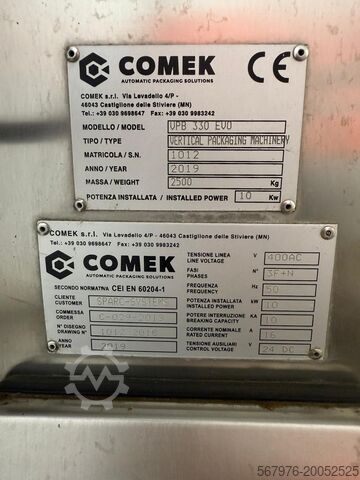 COMEK CE
AUTOMATIC PACKAGING SOLUTIONS
COMEK s.r.l. Via Levadello 4/P -
46043 Castiglione delle Stiviere (MN)
Tel.: +39 030 9698647 Fax: +39 030 9983242
MODELLO / MODEL VPB 330 EVO
TIPO / TYPE VERTICAL PACKAGING MACHINERY
MATRICOLA / S.N. 1012
ANNO / YEAR 2019
MASSA / WEIGHT 2500 Kg
POTENZA INSTALLATA / INSTALLED POWER 10 Kw
COMEK s.r.l. Via Levadello 4/P - 46043 Castiglione delle Stiviere (MN)
Tel.: +39 030 9698647 Fax: +39 030 9983242
COMEK
AUTOMATIC PACKAGING SOLUTIONS
SECONDO NORMATIVA CEI EN 60204-1
CLIENTE
CUSTOMER SPARC-SYSTEMS
COMMESSA
ORDER
N° DISEGNO
DRAWING N° 1012-2018
ANNO
YEAR 2019
TENSIONE LINEA
LINE VOLTAGE V 400AC
FASI
PHASES N° 3F+N
FREQUENZA
FREQUENCY Hz 50
POTENZA INSTALLATA
INSTALLED POWER Kw 10
POTERE INTERRUZIONE
BREAKING CAPACITY KA 10
CORRENTE NOMINALE
RATED CURRENT A 16
TENSIONE AUSILIARI
CONTROL VOLTAGE V 24 DC
567976-20052525